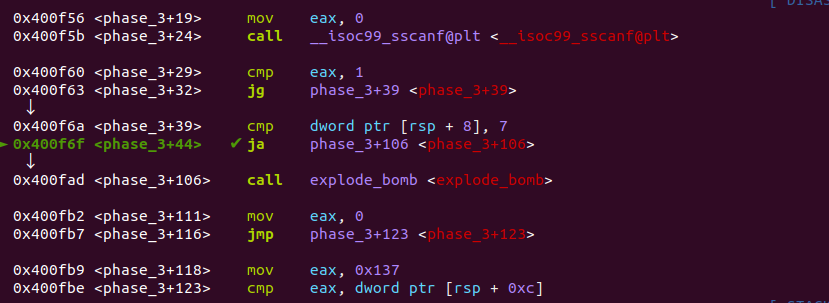 [ DISAS
0x400f56 <phase_3+19> mov eax, 0
0x400f5b <phase_3+24> call __isoc99_sscanf@plt <__isoc99_sscanf@plt>
0x400f60 <phase_3+29> cmp eax, 1
0x400f63 <phase_3+32> jg phase_3+39 <phase_3+39>
↓
0x400f6a <phase_3+39> cmp dword ptr [rsp + 8], 7
► 0x400f6f <phase_3+44> ✔ ja phase_3+106 <phase_3+106>
↓
0x400fad <phase_3+106> call explode_bomb <explode_bomb>
0x400fb2 <phase_3+111> mov eax, 0
0x400fb7 <phase_3+116> jmp phase_3+123 <phase_3+123>
0x400fb9 <phase_3+118> mov eax, 0x137
0x400fbe <phase_3+123> cmp eax, dword ptr [rsp + 0xc]